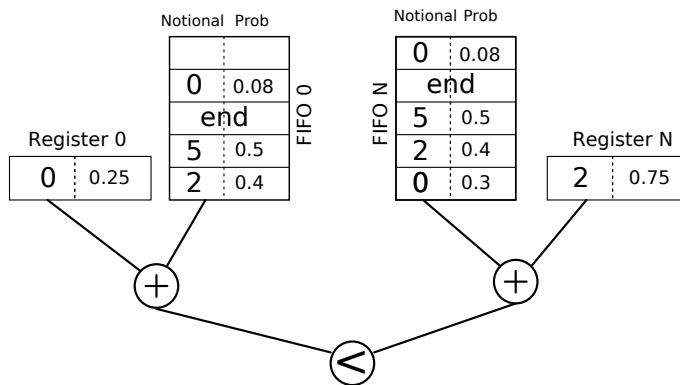 Notional Prob
Notional Prob
0 0.08
end
5 0.5
2 0.4
FIFO 0
FIFO N
0 0.08
end
5 0.5
2 0.4
0 0.3
Register 0
0 0.25
Register N
2 0.75
+
+
<